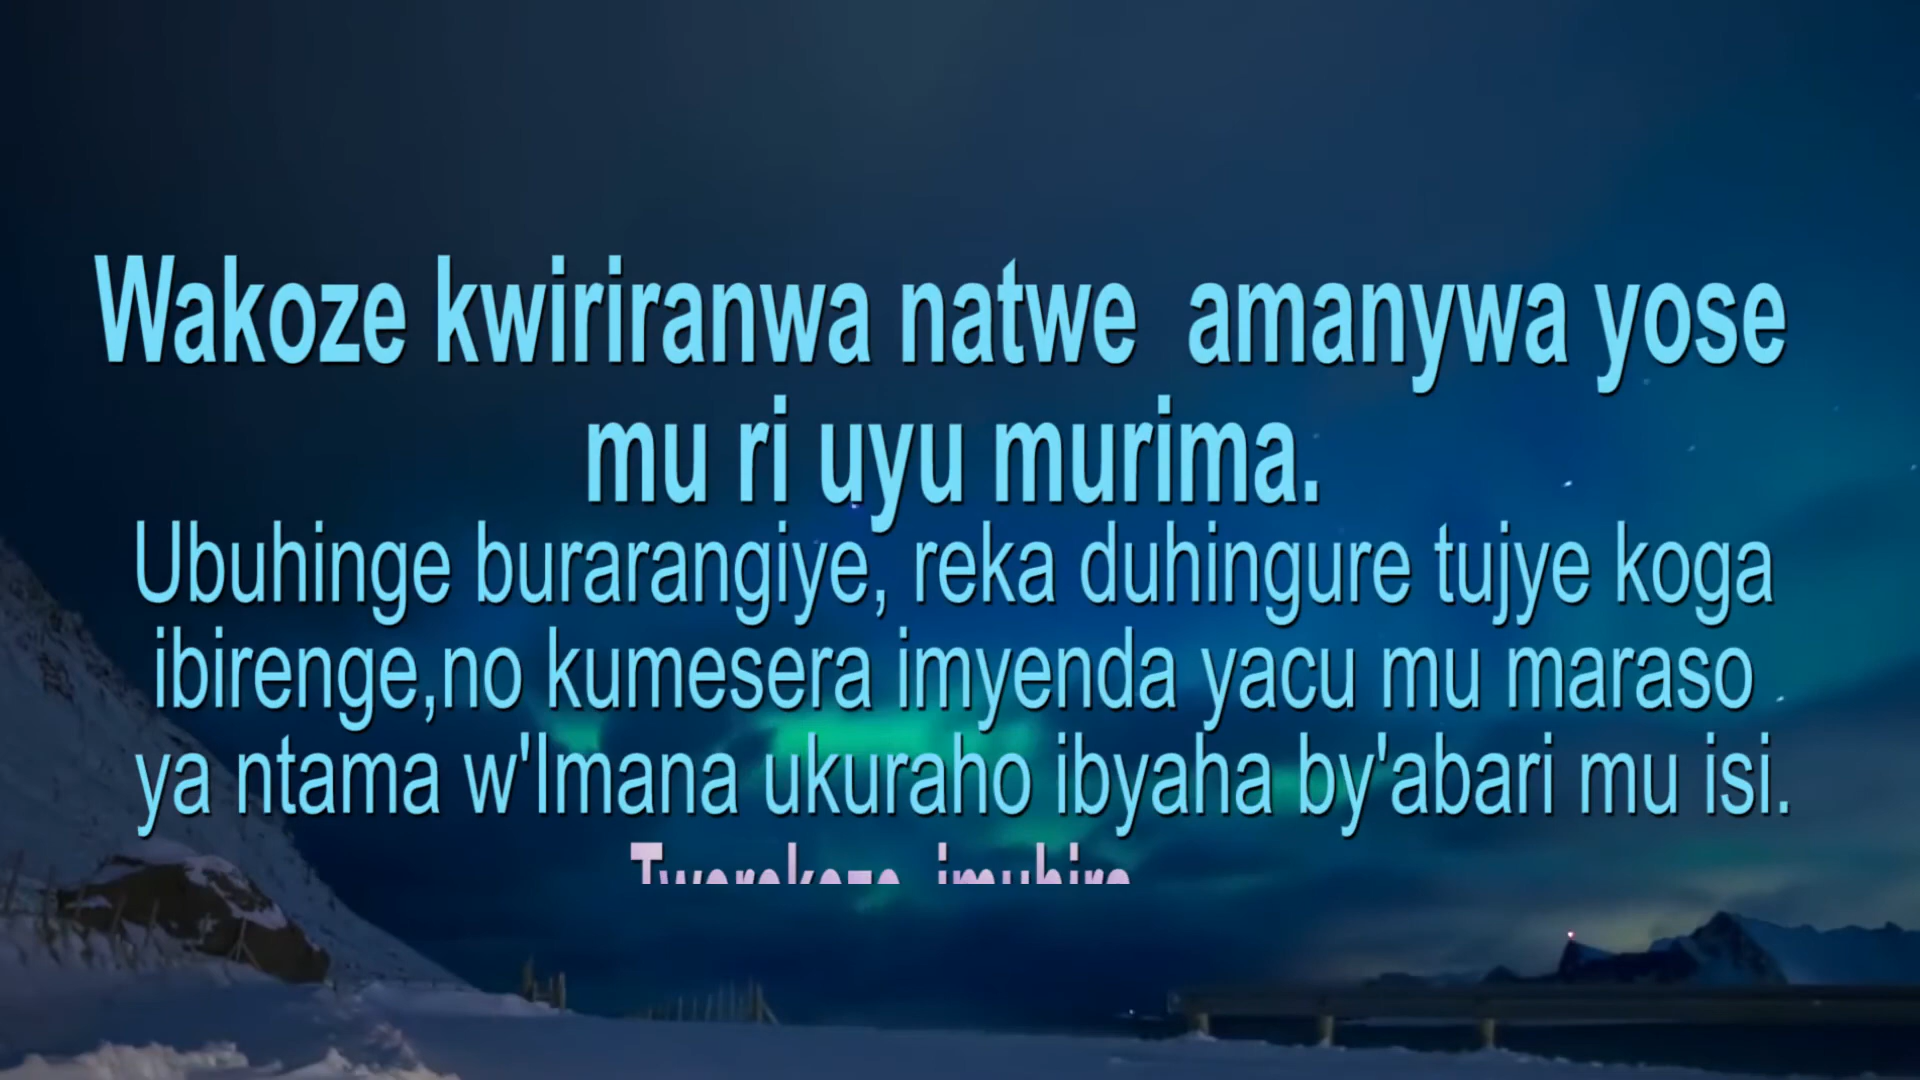 Wakoze kwiriranwa natwe amanywa yose
mu ri uyu murima.
Ubuhinge burarangiye, reka duhingure tujye koga
ibirenge,no kumesera imyenda yacu mu maraso
ya ntama w'Imana ukuraho ibyaha by'abari mu isi.